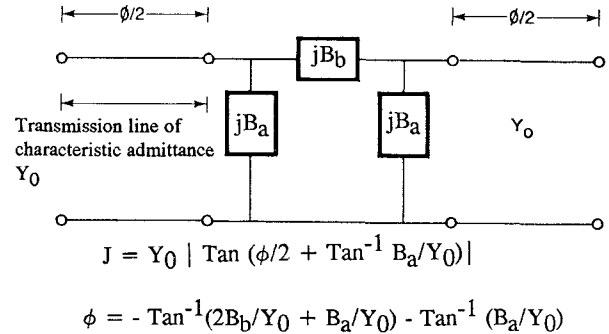 ϕ/2
ϕ/2
jB_b
jB_a
jB_a
Transmission line of
characteristic admittance
Y_0
Y_o
J = Y_0 | Tan (ϕ/2 + Tan^-1 B_a/Y_0)|
ϕ = - Tan^-1(2B_b/Y_0 + B_a/Y_0) - Tan^-1 (B_a/Y_0)